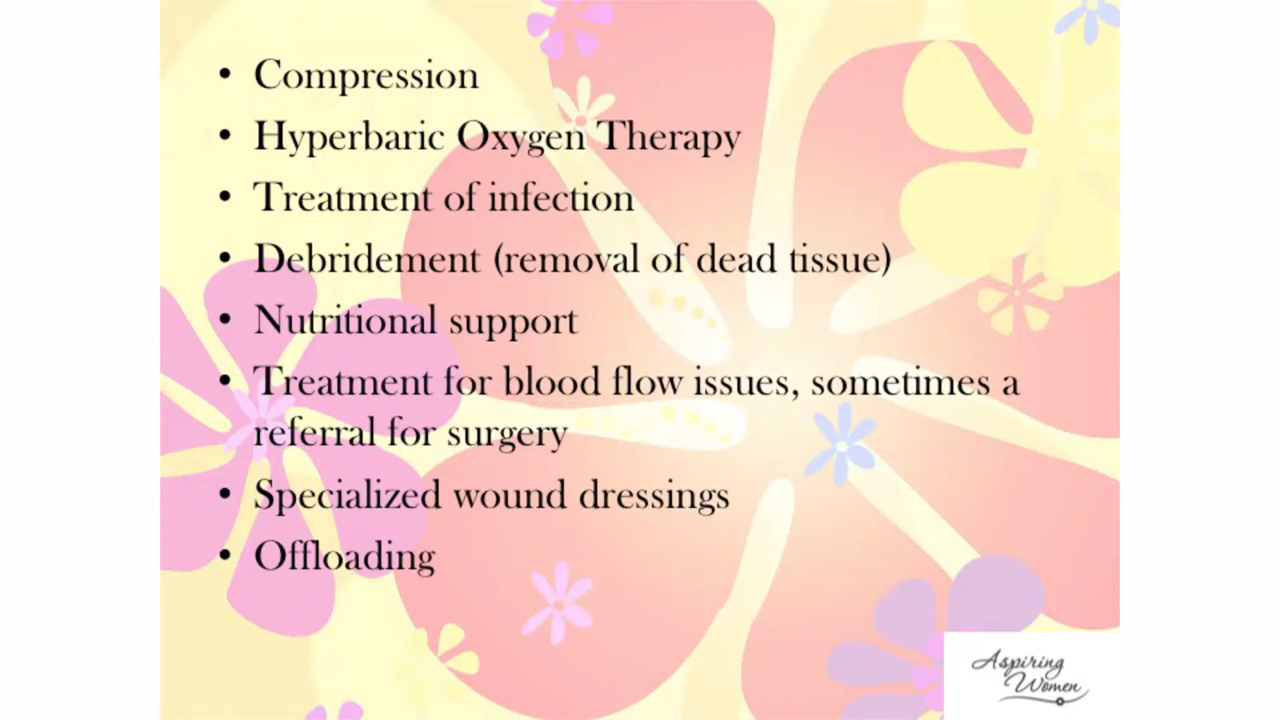 • Compression
• Hyperbaric Oxygen Therapy
• Treatment of infection
• Debridement (removal of dead tissue)
• Nutritional support
• Treatment for blood flow issues, sometimes a
referral for surgery
• Specialized wound dressings
• Offloading
Aspiring
Women